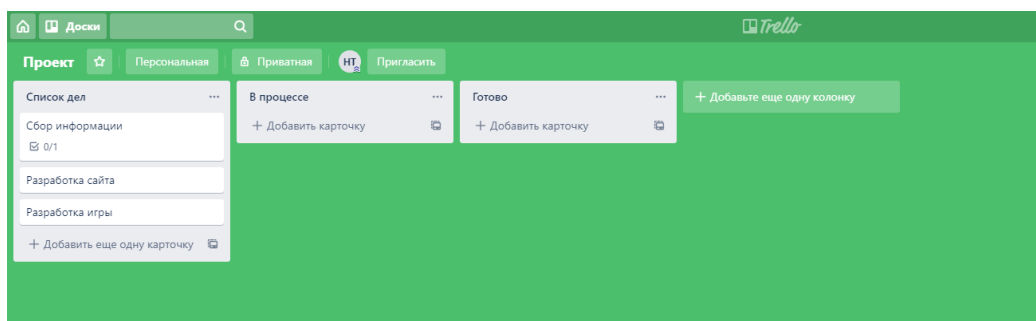 Доски
Trello
Проект Персональная Приватная НТ Пригласить
Список дел
Сбор информации
0/1
Разработка сайта
Разработка игры
+ Добавить еще одну карточку
В процессе
+ Добавить карточку
Готово
+ Добавить карточку
+ Добавьте еще одну колонку